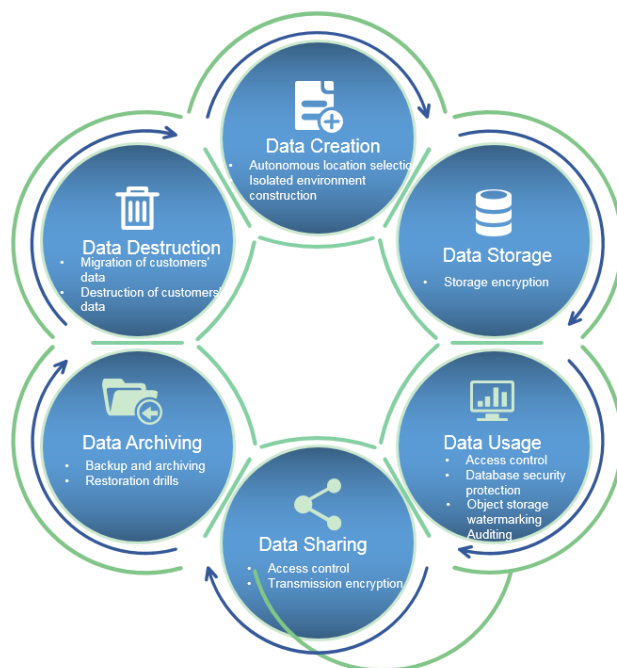 Data Creation
• Autonomous location selectio
Isolated environment
construction
Data Storage
• Storage encryption
Data Usage
• Access control
• Database security
protection
• Object storage
watermarking
• Auditing
Data Sharing
• Access control
• Transmission encryption
Data Archiving
• Backup and archiving
• Restoration drills
Data Destruction
• Migration of customers'
data
• Destruction of customers'
data